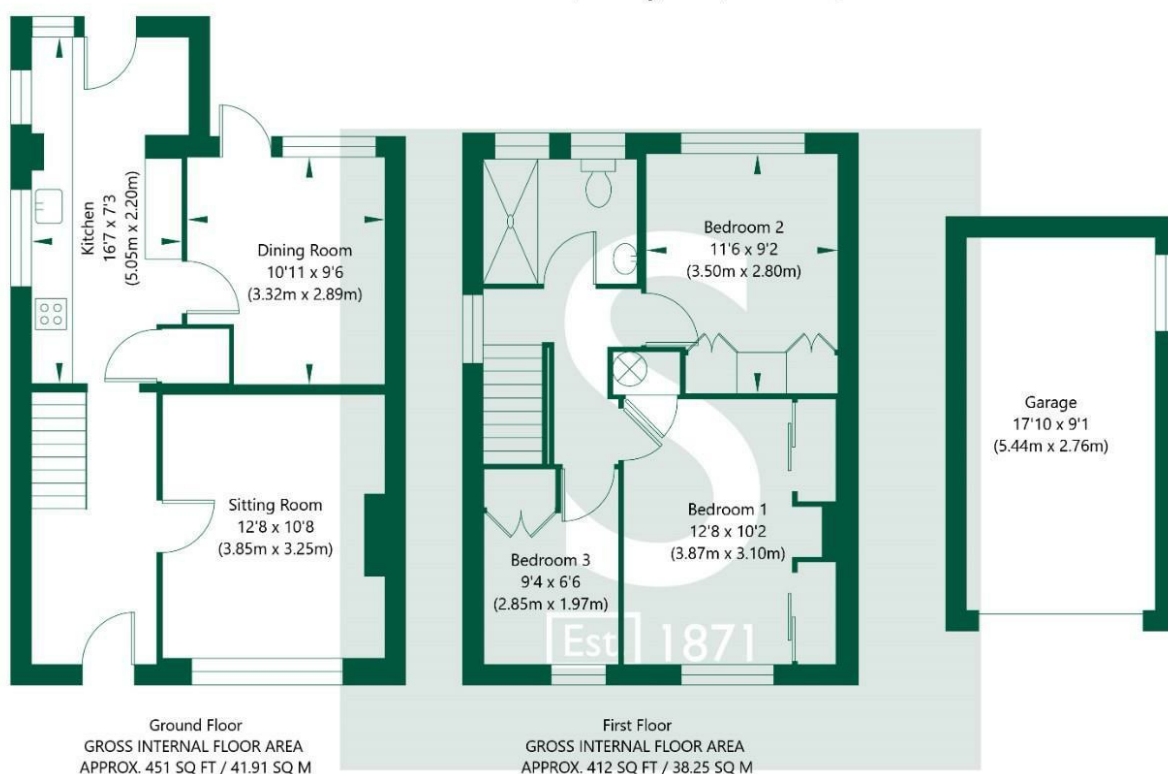 Kitchen
16'7 x 7'3
(5.05m x 2.20m)
Dining Room
10'11 x 9'6
(3.32m x 2.89m)
Sitting Room
12'8 x 10'8
(3.85m x 3.25m)
Bedroom 2
11'6 x 9'2
(3.50m x 2.80m)
Bedroom 1
12'8 x 10'2
(3.87m x 3.10m)
Bedroom 3
9'4 x 6'6
(2.85m x 1.97m)
S
Est 1871
Garage
17'10 x 9'1
(5.44m x 2.76m)
Ground Floor
GROSS INTERNAL FLOOR AREA
APPROX. 451 SQ FT / 41.91 SQ M
First Floor
GROSS INTERNAL FLOOR AREA
APPROX. 412 SQ FT / 38.25 SQ M